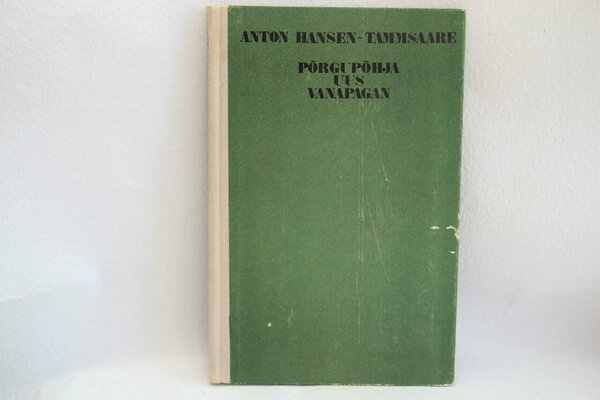 ANTON HANSEN-TAMMSAARE
PÕRGUPÕHJA
UUS
VANAPAGAN